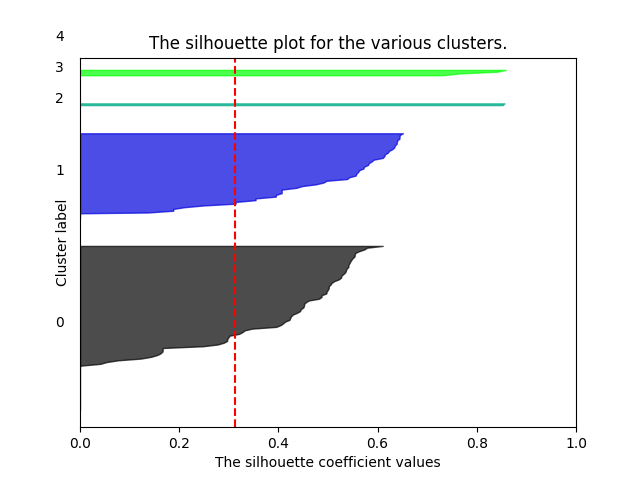 The silhouette plot for the various clusters.
4
3
2
1
0
Cluster label
0.0 0.2 0.4 0.6 0.8 1.0
The silhouette coefficient values